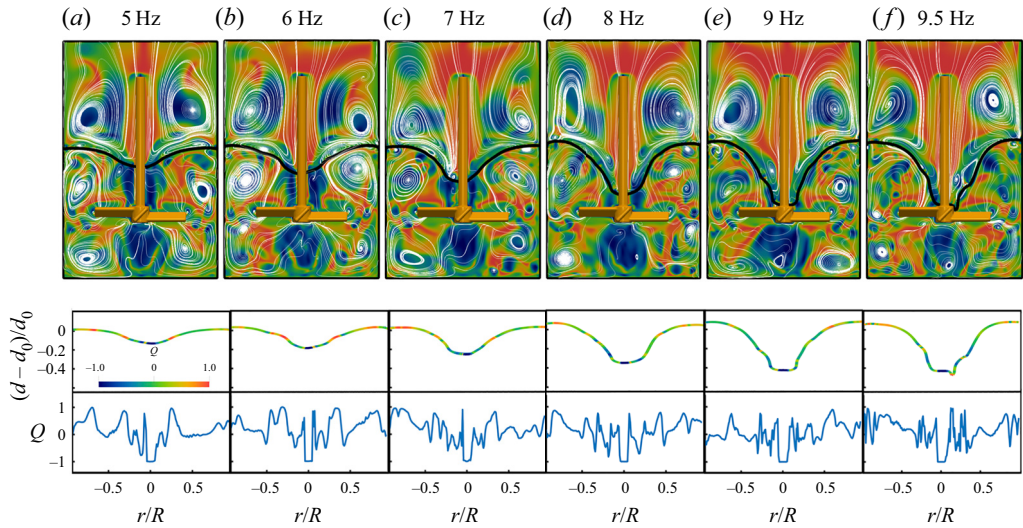 (a) 5 Hz (b) 6 Hz (c) 7 Hz (d) 8 Hz (e) 9 Hz (f) 9.5 Hz
(d − d0)/d0
0
−0.2
−0.4
Q
−1.0 0 1.0
Q
1
0
−1
−0.5 0 0.5 −0.5 0 0.5 −0.5 0 0.5 −0.5 0 0.5 −0.5 0 0.5 −0.5 0 0.5
r/R r/R r/R r/R r/R r/R